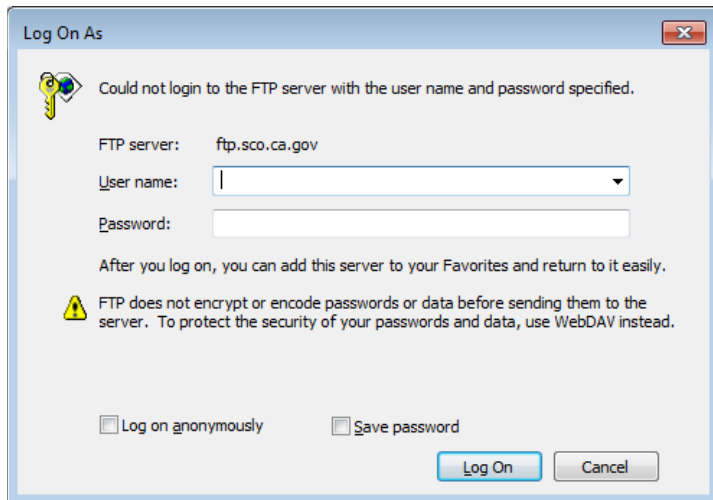 Log On As
Could not login to the FTP server with the user name and password specified.
FTP server: ftp.sco.ca.gov
User name:
Password:
After you log on, you can add this server to your Favorites and return to it easily.
FTP does not encrypt or encode passwords or data before sending them to the
server. To protect the security of your passwords and data, use WebDAV instead.
Log on anonymously Save password
Log On Cancel